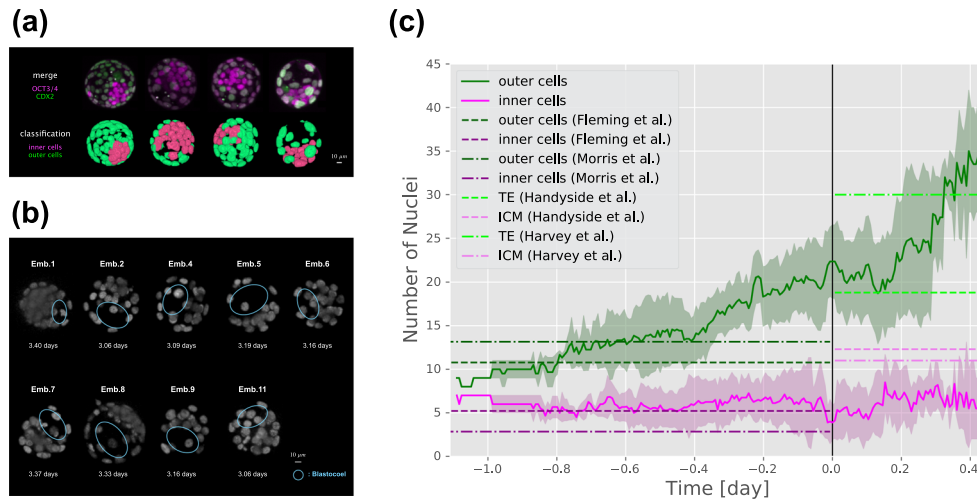 (a)
merge
OCT3/4
CDX2
classification
inner cells
outer cells
10 μm
(b)
Emb.1
Emb.2
Emb.4
Emb.5
Emb.6
3.40 days
3.06 days
3.09 days
3.19 days
3.16 days
Emb.7
Emb.8
Emb.9
Emb.11
10 μm
3.37 days
3.33 days
3.16 days
3.06 days
: Blastocoel
(c)
Number of Nuclei
45
40
35
30
25
20
15
10
5
0
outer cells
inner cells
outer cells (Fleming et al.)
inner cells (Fleming et al.)
outer cells (Morris et al.)
inner cells (Morris et al.)
TE (Handyside et al.)
ICM (Handyside et al.)
TE (Harvey et al.)
ICM (Harvey et al.)
−1.0
−0.8
−0.6
−0.4
−0.2
0.0
0.2
0.4
Time [day]